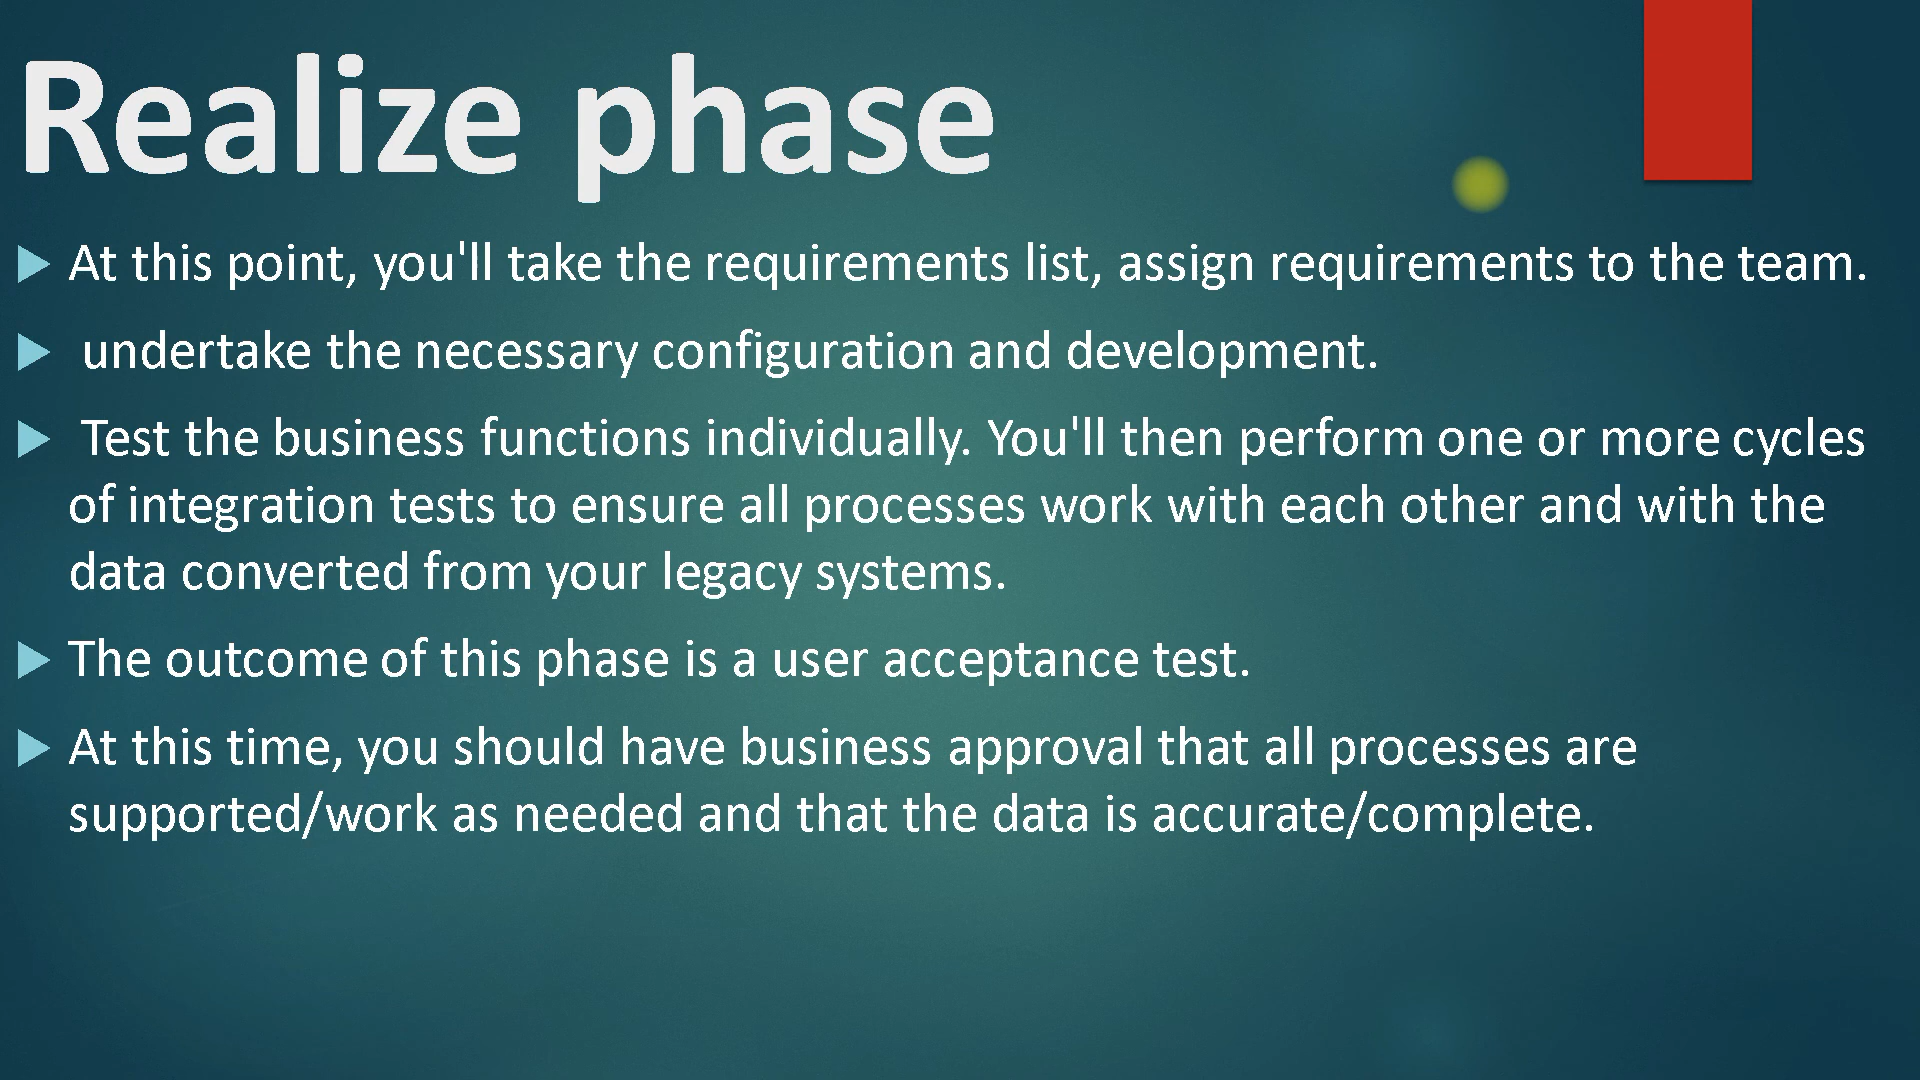 Realize phase
At this point, you'll take the requirements list, assign requirements to the team.
undertake the necessary configuration and development.
Test the business functions individually. You'll then perform one or more cycles
of integration tests to ensure all processes work with each other and with the
data converted from your legacy systems.
The outcome of this phase is a user acceptance test.
At this time, you should have business approval that all processes are
supported/work as needed and that the data is accurate/complete.